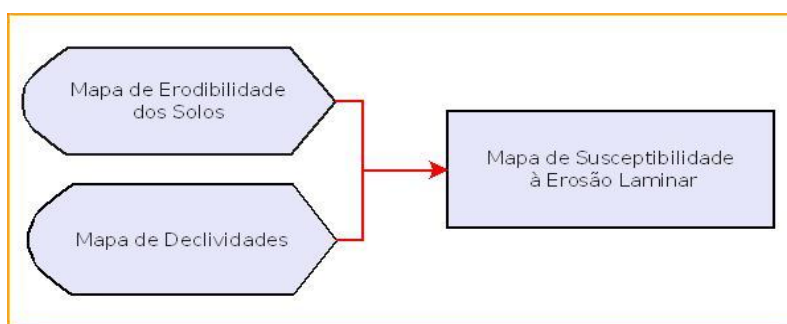 Mapa de Erodibilidade
dos Solos
Mapa de Susceptibilidade
à Erosão Laminar
Mapa de Declividades